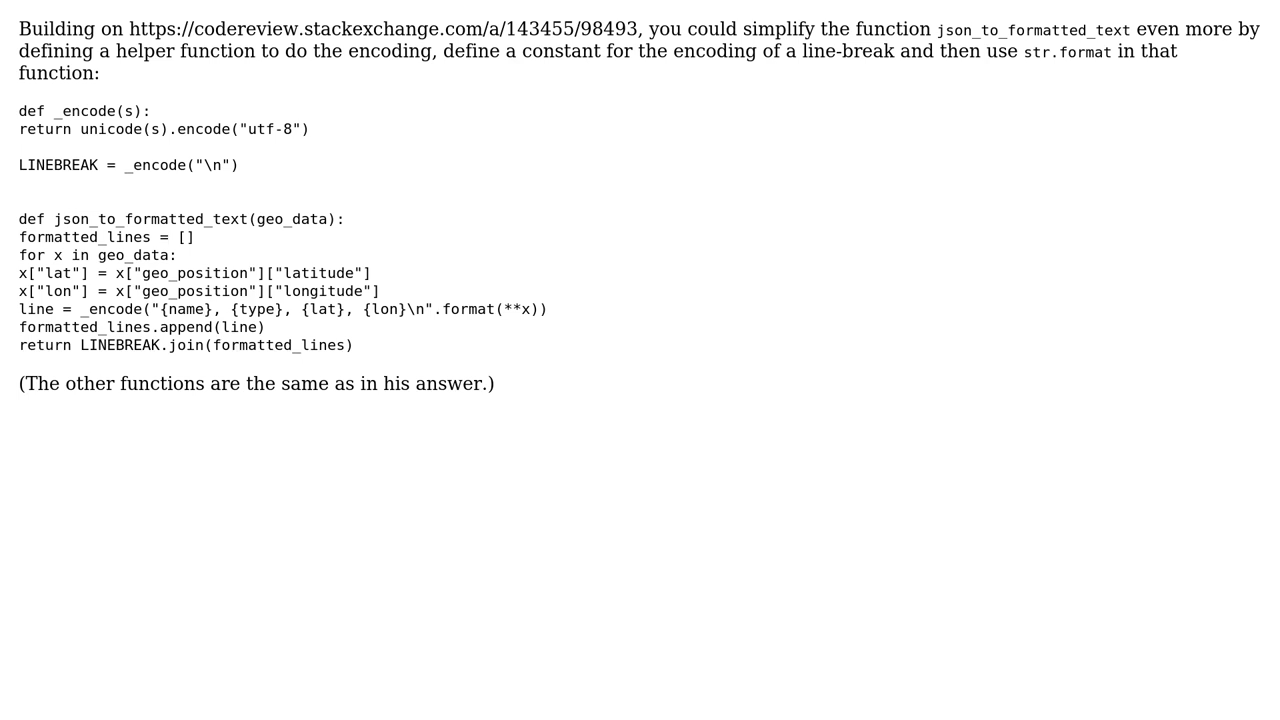 Building on https://codereview.stackexchange.com/a/143455/98493, you could simplify the function json_to_formatted_text even more by
defining a helper function to do the encoding, define a constant for the encoding of a line-break and then use str.format in that
function:
def _encode(s):
return unicode(s).encode("utf-8")
LINEBREAK = _encode("\n")
def json_to_formatted_text(geo_data):
formatted_lines = []
for x in geo_data:
x["lat"] = x["geo_position"]["latitude"]
x["lon"] = x["geo_position"]["longitude"]
line = _encode("{name}, {type}, {lat}, {lon}\n".format(**x))
formatted_lines.append(line)
return LINEBREAK.join(formatted_lines)
(The other functions are the same as in his answer.)